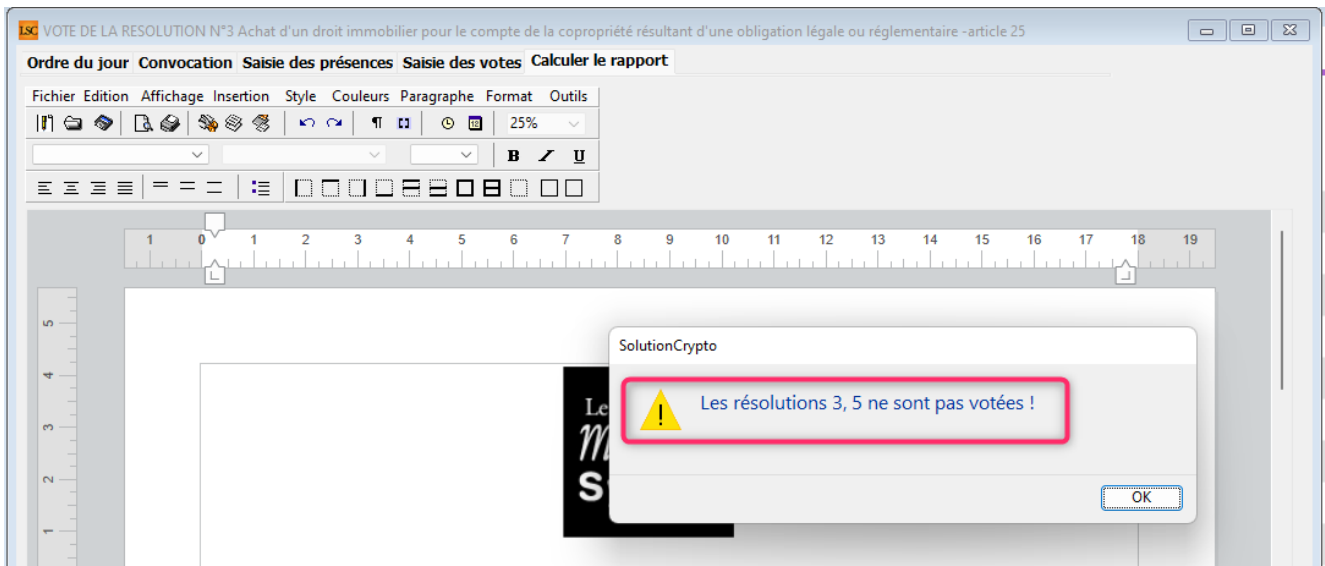 LSC VOTE DE LA RESOLUTION N°3 Achat d'un droit immobilier pour le compte de la copropriété résultant d'une obligation légale ou réglementaire -article 25
Ordre du jour Convocation Saisie des présences Saisie des votes Calculer le rapport
Fichier Edition Affichage Insertion Style Couleurs Paragraphe Format Outils
25%
B I U
1 0 1 2 3 4 5 6 7 8 9 10 11 12 13 14 15 16 17 18 19
5
4
3
2
1
SolutionCrypto
Les résolutions 3, 5 ne sont pas votées !
OK
Le